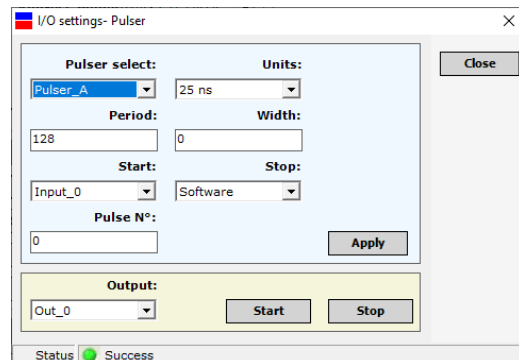 I/O settings- Pulser
Pulser select: Units: Close
Pulser_A 25 ns
Period: Width:
128 0
Start: Stop:
Input_0 Software
Pulse N°:
0 Apply
Output:
Out_0 Start Stop
Status Success